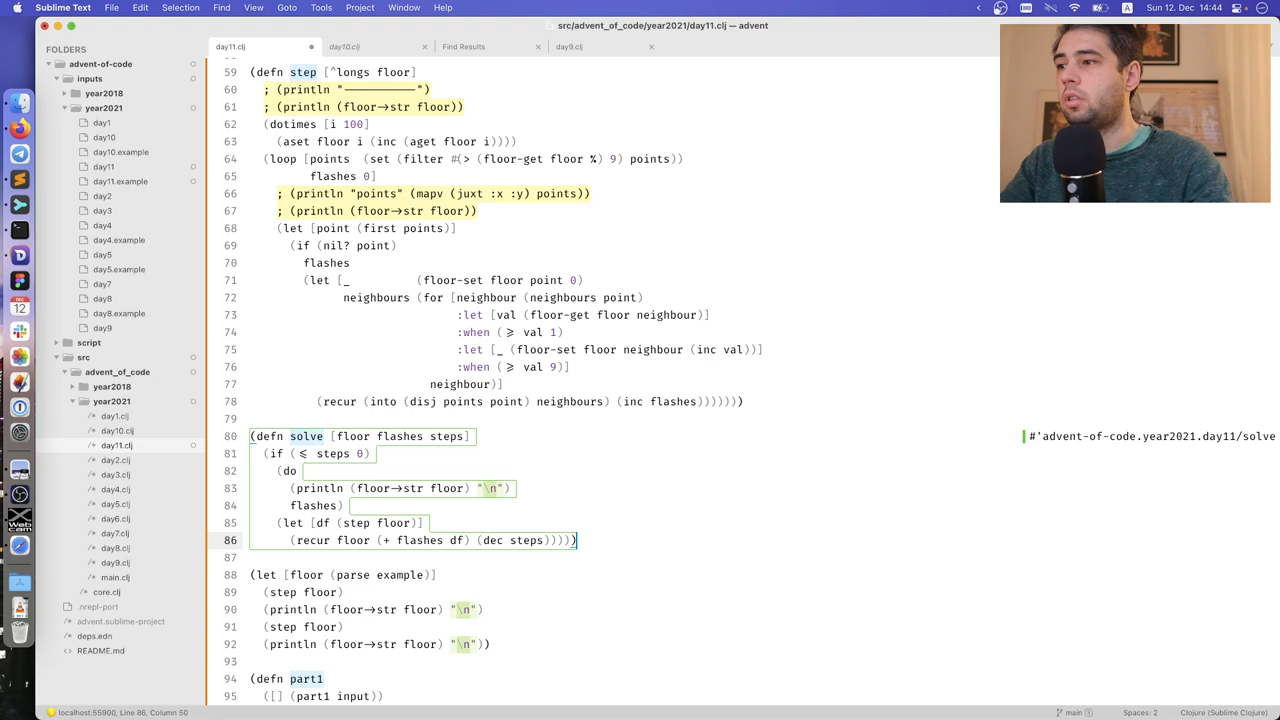 Sublime Text File Edit Selection Find View Goto Tools Project Window Help
Sun 12 Dec 14:44
src/advent_of_code/year2021/day11.clj — advent
FOLDERS
advent-of-code
inputs
year2018
year2021
day1
day10
day10.example
day11
day11.example
day2
day3
day4
day4.example
day5
day5.example
day7
day8
day8.example
day9
script
src
advent_of_code
year2018
year2021
day1.clj
day10.clj
day11.clj
day2.clj
day3.clj
day4.clj
day5.clj
day6.clj
day7.clj
day8.clj
day9.clj
main.clj
core.clj
.nrepl-port
advent.sublime-project
deps.edn
README.md
day11.clj day10.clj Find Results day9.clj
59 (defn step [^longs floor]
60 ; (println "——————————")
61 ; (println (floor->str floor))
62 (dotimes [i 100]
63 (aset floor i (inc (aget floor i))))
64 (loop [points (set (filter #(> (floor-get floor %) 9) points))
65 flashes 0]
66 ; (println "points" (mapv (juxt :x :y) points))
67 ; (println (floor->str floor))
68 (let [point (first points)]
69 (if (nil? point)
70 flashes
71 (let [_ (floor-set floor point 0)
72 neighbours (for [neighbour (neighbours point)
73 :let [val (floor-get floor neighbour)]
74 :when (>= val 1)
75 :let [_ (floor-set floor neighbour (inc val))]
76 :when (>= val 9)]
77 neighbour)]
78 (recur (into (disj points point) neighbours) (inc flashes))))))
79
80 (defn solve [floor flashes steps]
#'advent-of-code.year2021.day11/solve
81 (if (<= steps 0)
82 (do
83 (println (floor->str floor) "\n")
84 flashes)
85 (let [df (step floor)]
86 (recur floor (+ flashes df) (dec steps)))))
87
88 (let [floor (parse example)]
89 (step floor)
90 (println (floor->str floor) "\n")
91 (step floor)
92 (println (floor->str floor) "\n"))
93
94 (defn part1
95 ([] (part1 input))
localhost:55900, Line 86, Column 50
main 3
Spaces: 2
Clojure (Sublime Clojure)